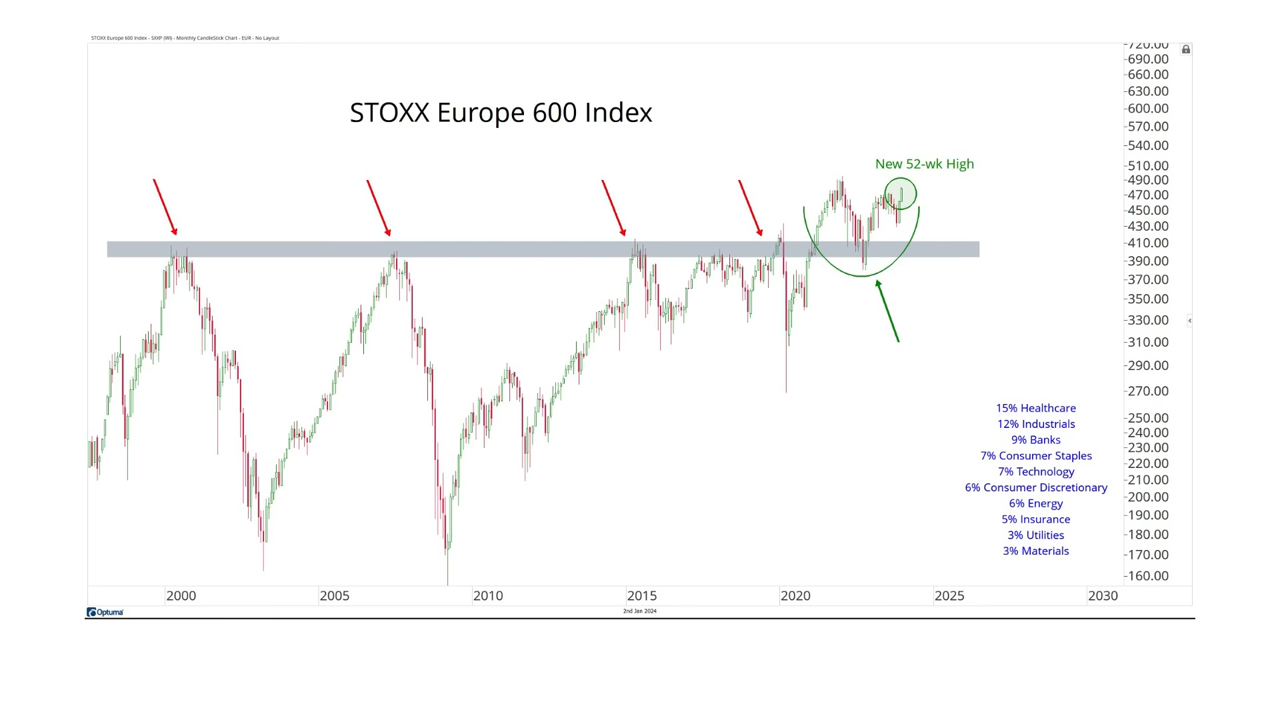 STOXX Europe 600 Index - SXXP (WI) - Monthly CandleStick Chart - EUR - No Layout
STOXX Europe 600 Index
New 52-wk High
720.00
690.00
660.00
630.00
600.00
570.00
540.00
510.00
490.00
470.00
450.00
430.00
410.00
390.00
370.00
350.00
330.00
310.00
290.00
270.00
250.00
240.00
230.00
220.00
210.00
200.00
190.00
180.00
170.00
160.00
15% Healthcare
12% Industrials
9% Banks
7% Consumer Staples
7% Technology
6% Consumer Discretionary
6% Energy
5% Insurance
3% Utilities
3% Materials
2000 2005 2010 2015 2020 2025 2030
Optuma
2nd Jan 2024